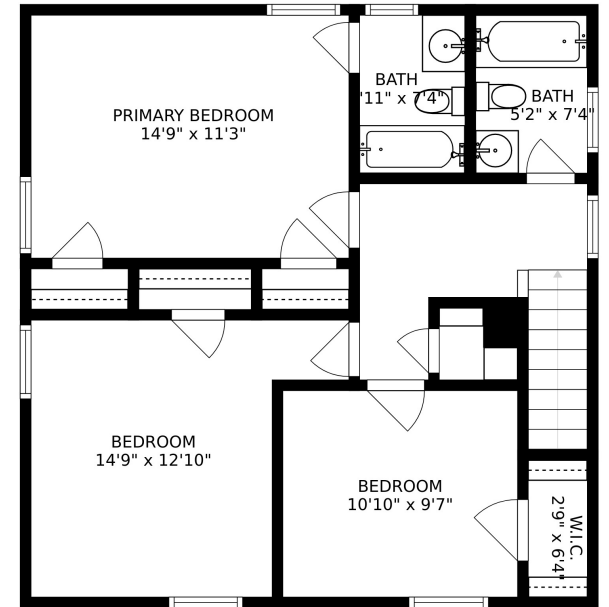 PRIMARY BEDROOM
14'9" x 11'3"
BATH
'11" x 7'4"
BATH
5'2" x 7'4"
BEDROOM
14'9" x 12'10"
BEDROOM
10'10" x 9'7"
W.I.C.
2'9" x 6'4"